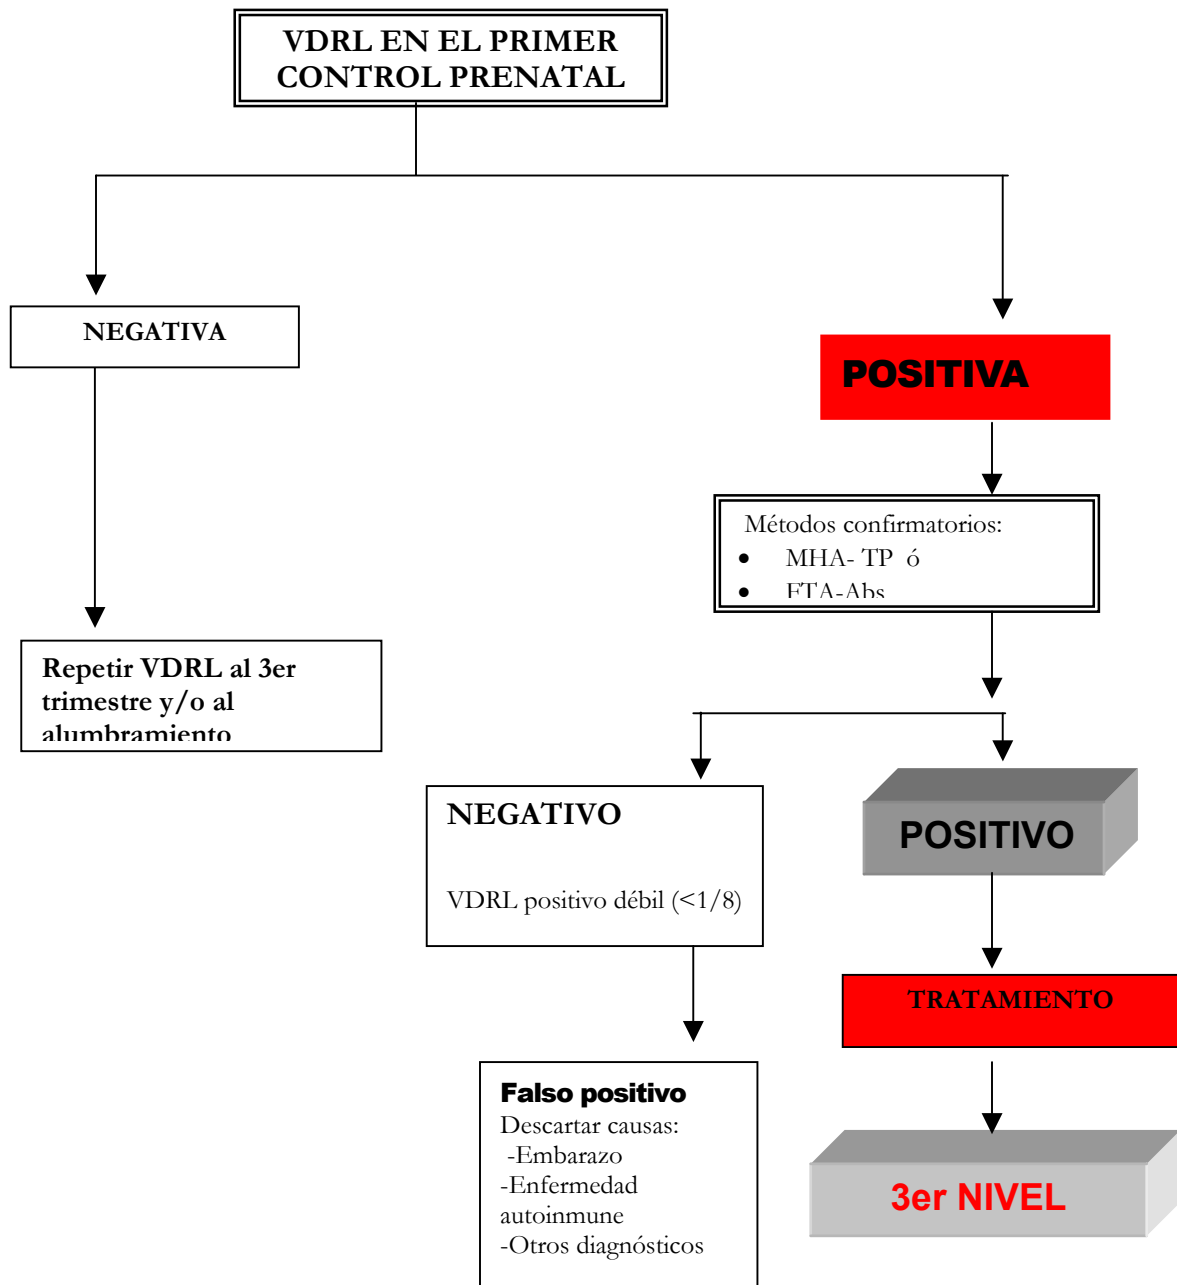 VDRL EN EL PRIMER
CONTROL PRENATAL
NEGATIVA
POSITIVA
Métodos confirmatorios:
• MHA- TP ó
• FTA-Abs
Repetir VDRL al 3er
trimestre y/o al
alumbramiento
NEGATIVO
VDRL positivo débil (<1/8)
POSITIVO
TRATAMIENTO
Falso positivo
Descartar causas:
-Embarazo
-Enfermedad
autoinmune
-Otros diagnósticos
3er NIVEL